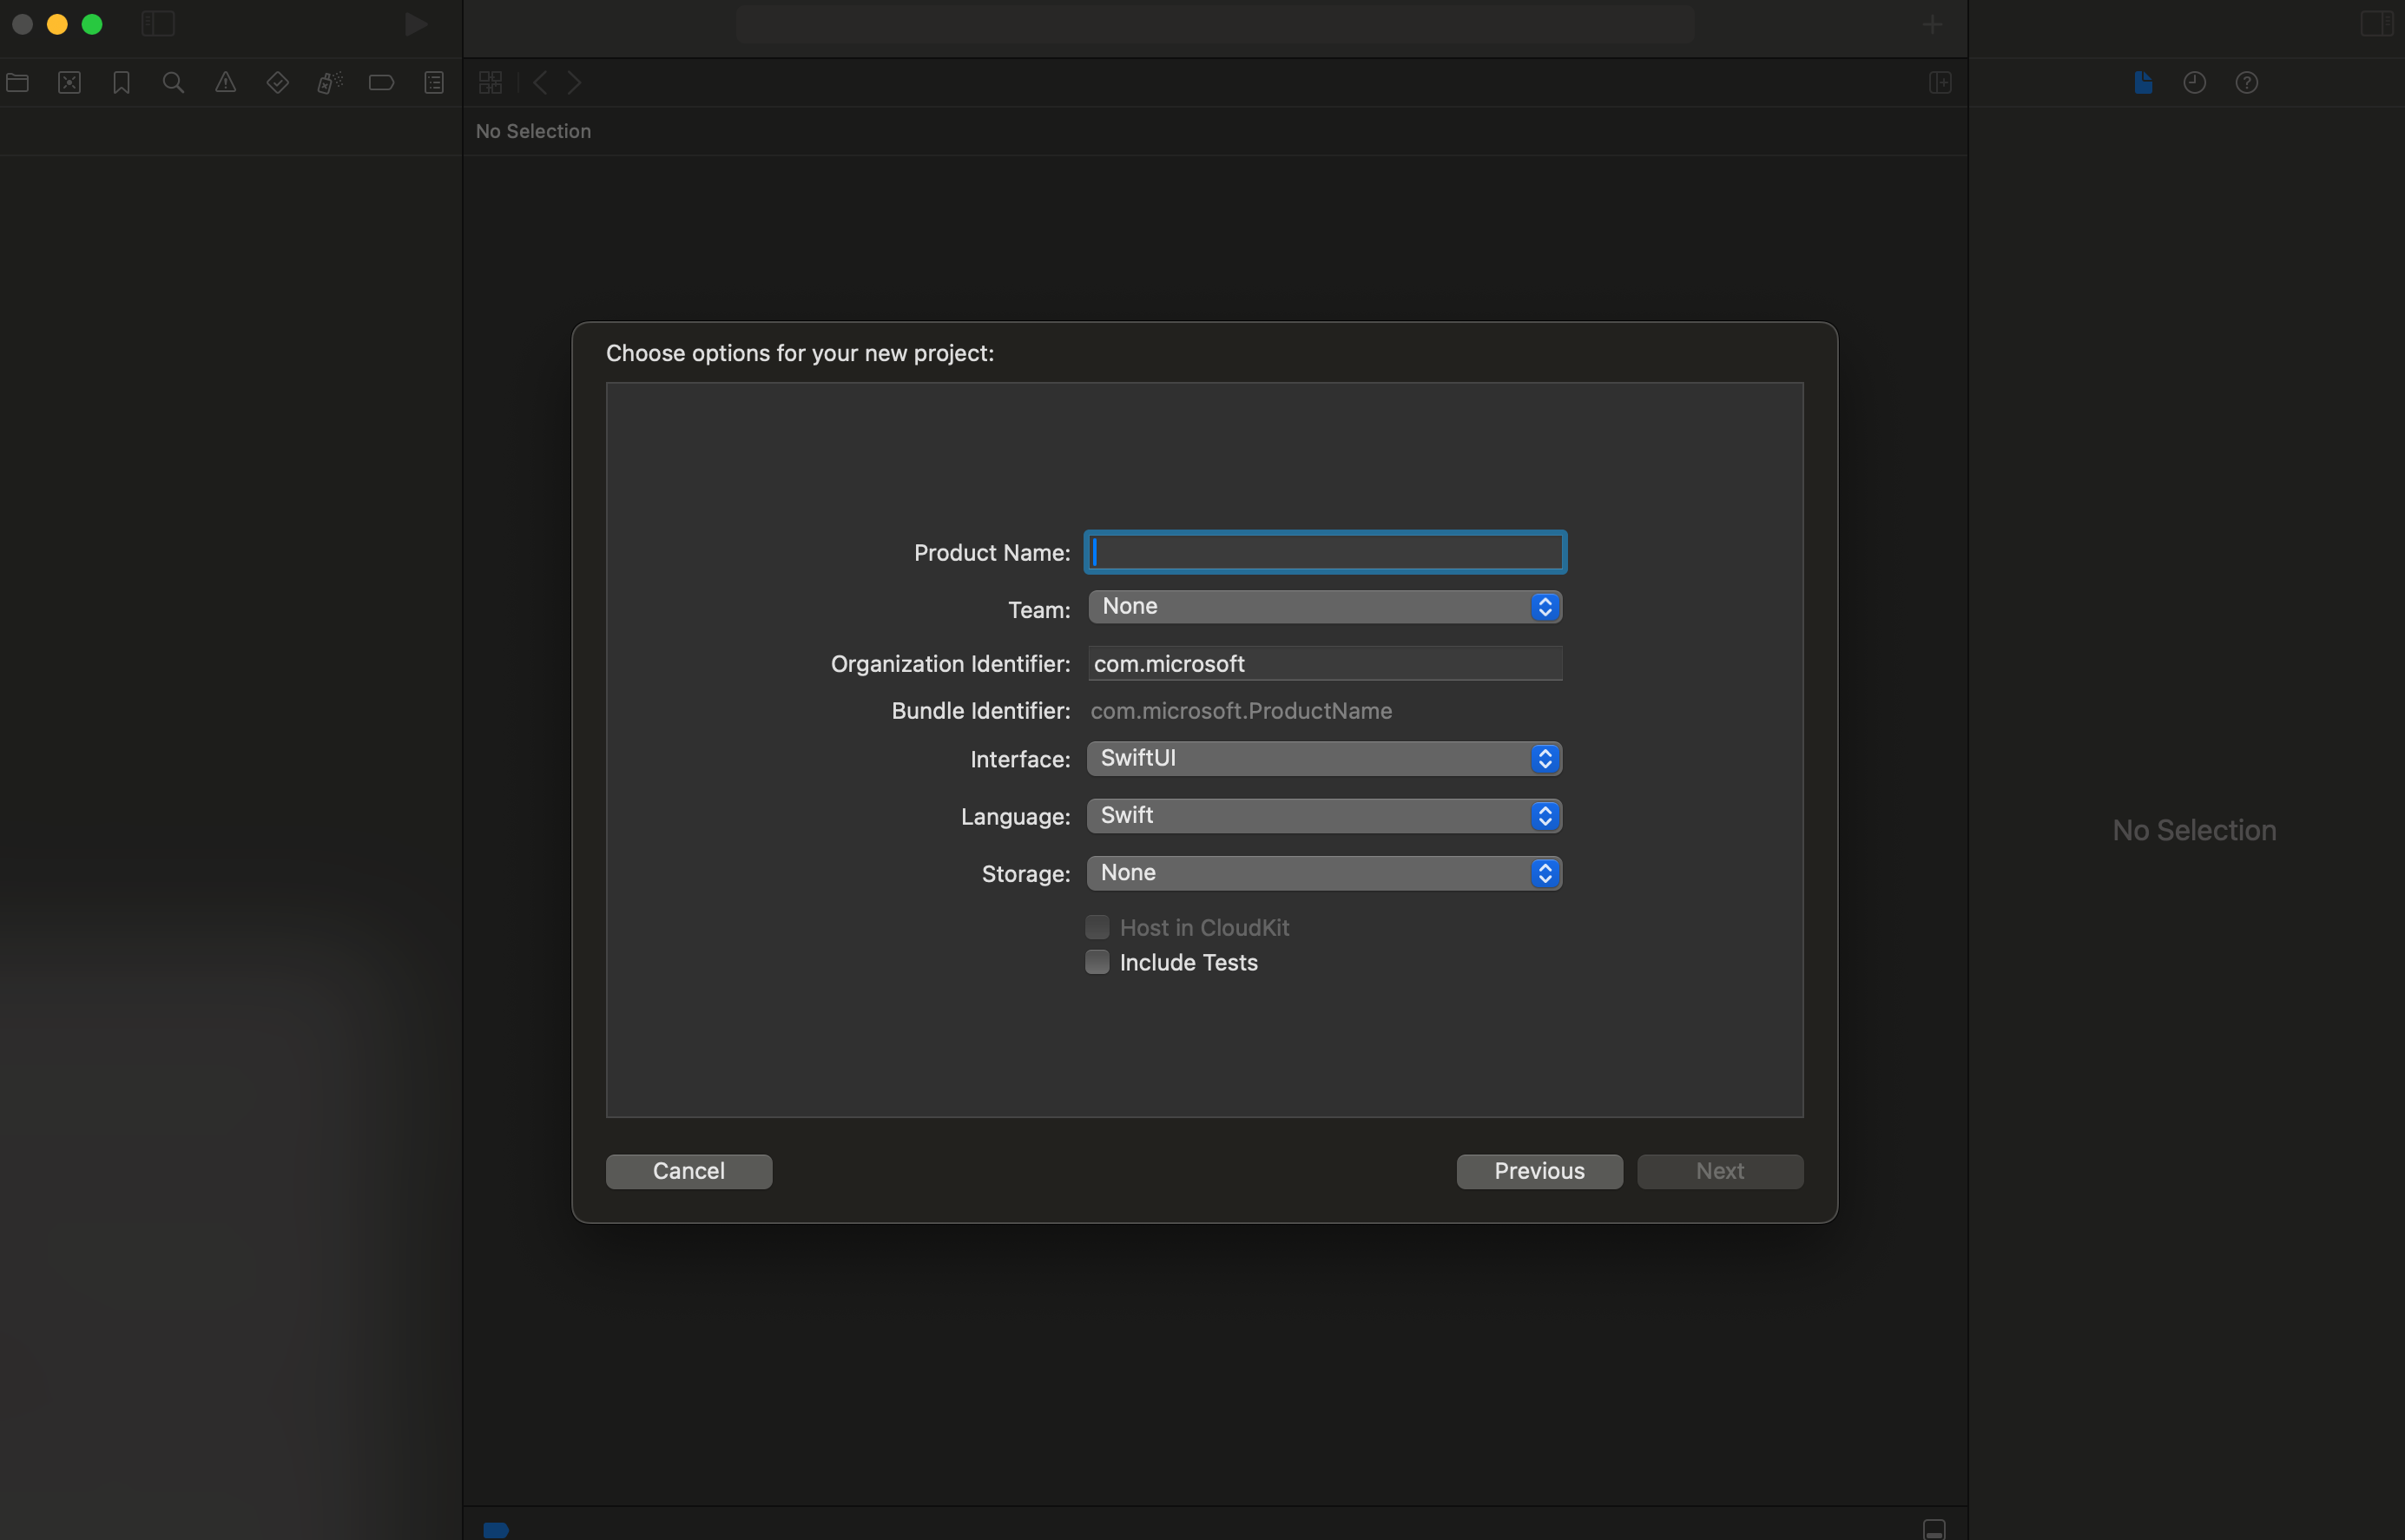 No Selection
Choose options for your new project:
Product Name:
Team: None
Organization Identifier: com.microsoft
Bundle Identifier: com.microsoft.ProductName
Interface: SwiftUI
Language: Swift
Storage: None
Host in CloudKit
Include Tests
No Selection
Cancel Previous Next